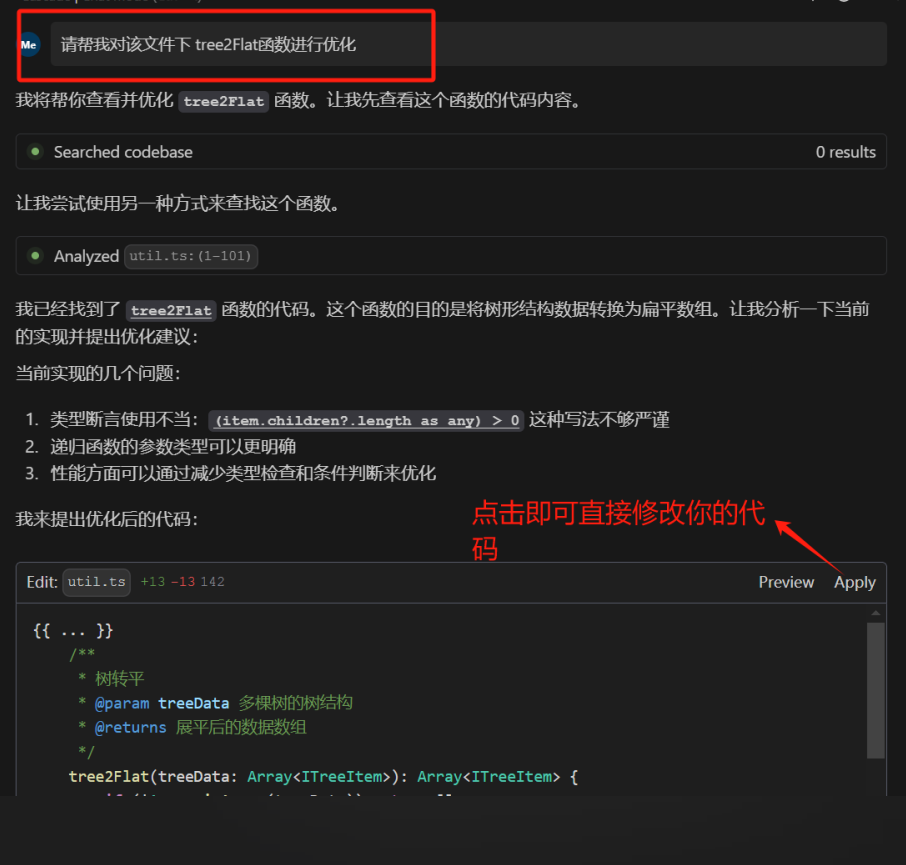 Me
请帮我对该文件下 tree2Flat函数进行优化
我将帮你查看并优化 tree2Flat 函数。让我先查看这个函数的代码内容。
Searched codebase 0 results
让我尝试使用另一种方式来查找这个函数。
Analyzed util.ts:(1-101)
我已经找到了 tree2Flat 函数的代码。这个函数的目的是将树形结构数据转换为扁平数组。让我分析一下当前
的实现并提出优化建议：
当前实现的几个问题：
1. 类型断言使用不当： (item.children?.length as any) > 0 这种写法不够严谨
2. 递归函数的参数类型可以更明确
3. 性能方面可以通过减少类型检查和条件判断来优化
我来提出优化后的代码：
点击即可直接修改你的代
码
Edit: util.ts +13 -13 142 Preview Apply
{{ ... }}
/**
* 树转平
* @param treeData 多棵树的树结构
* @returns 展平后的数据数组
*/
tree2Flat(treeData: Array<ITreeItem>): Array<ITreeItem> {